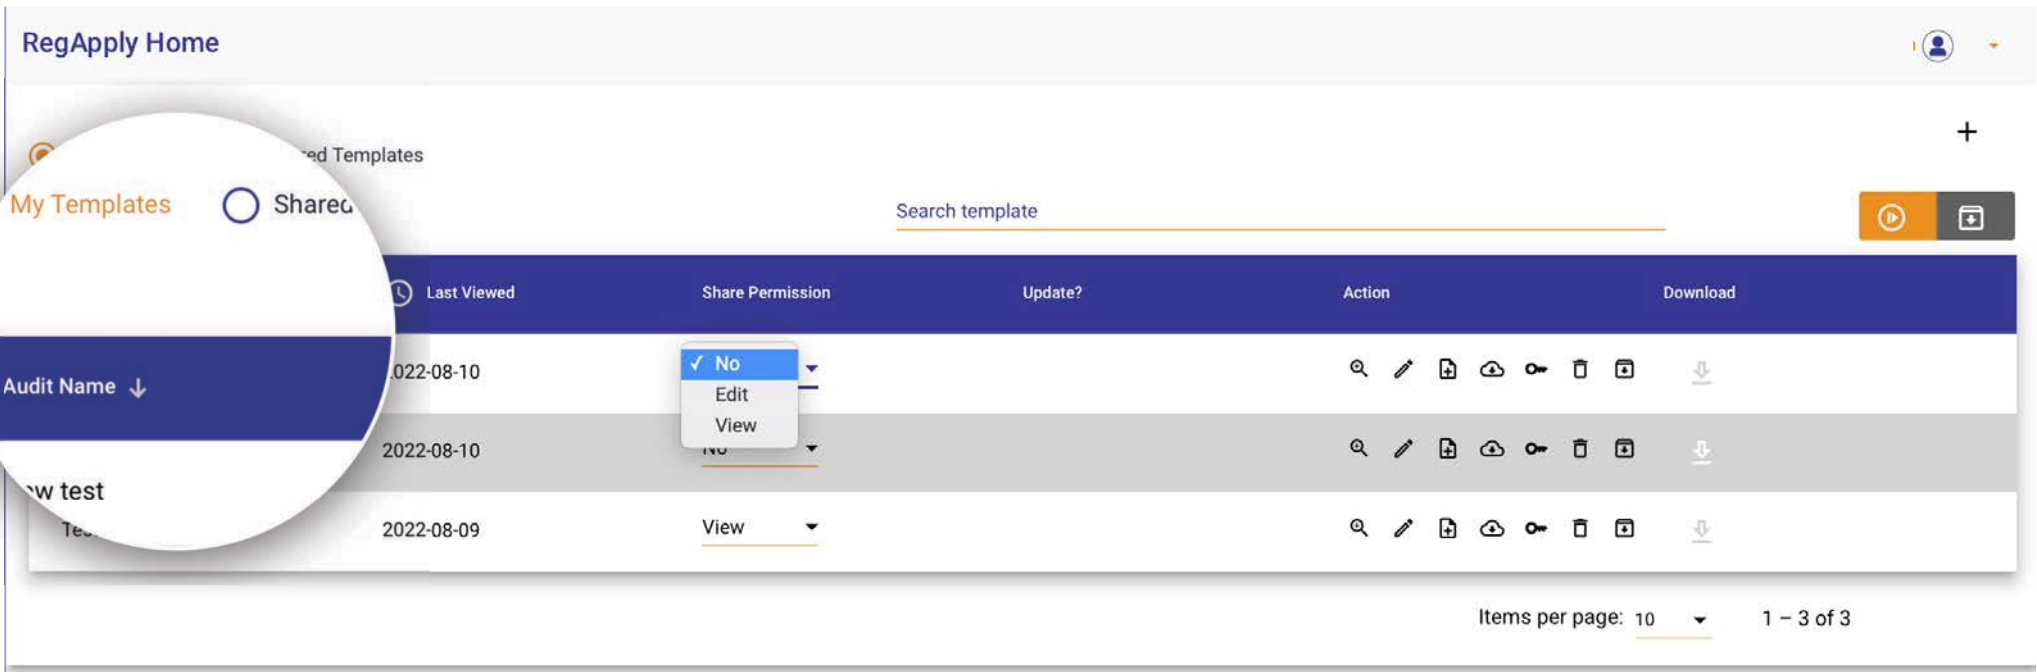 RegApply Home
Templates
My Templates Shared
Search template
Last Viewed Share Permission Update? Action Download
Audit Name
2022-08-10 No
Edit
View
2022-08-10 No
test
2022-08-09 View
Items per page: 10 1 – 3 of 3